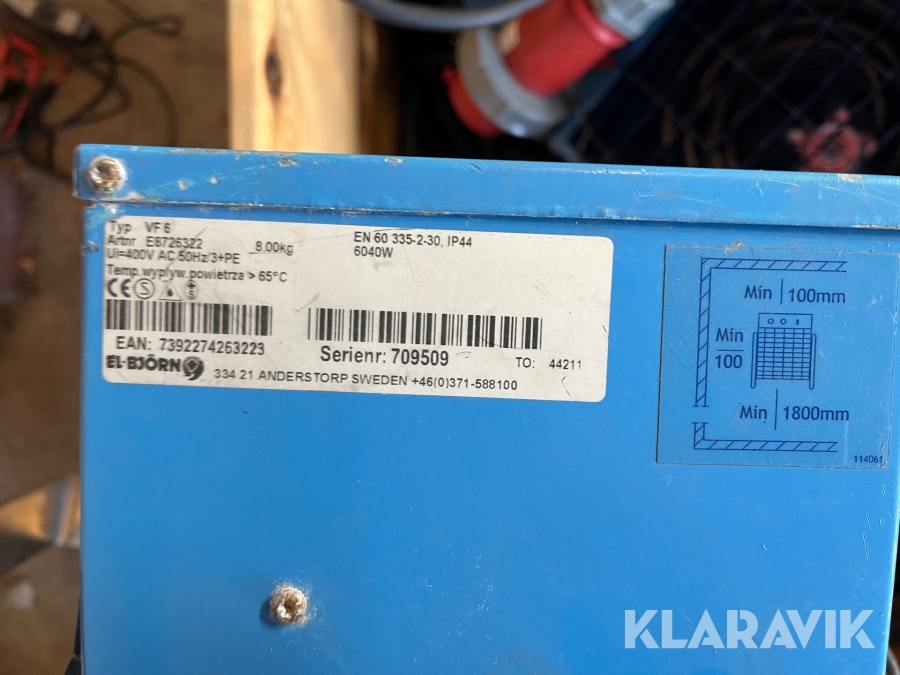 KLARAVIK
Typ VF 6
Artnr E8726322 8.00kg
Ui=400V AC 50Hz/3+PE
Temp.wypływ.powietrza > 65°C
EN 60 335-2-30, IP44
6040W
CE S S
EAN: 7392274263223
Serienr: 709509 TO: 44211
EL-BJÖRN
334 21 ANDERSTORP SWEDEN +46(0)371-588100
Min 100mm
Min
100
Min 1800mm
114061
KLARAVIK